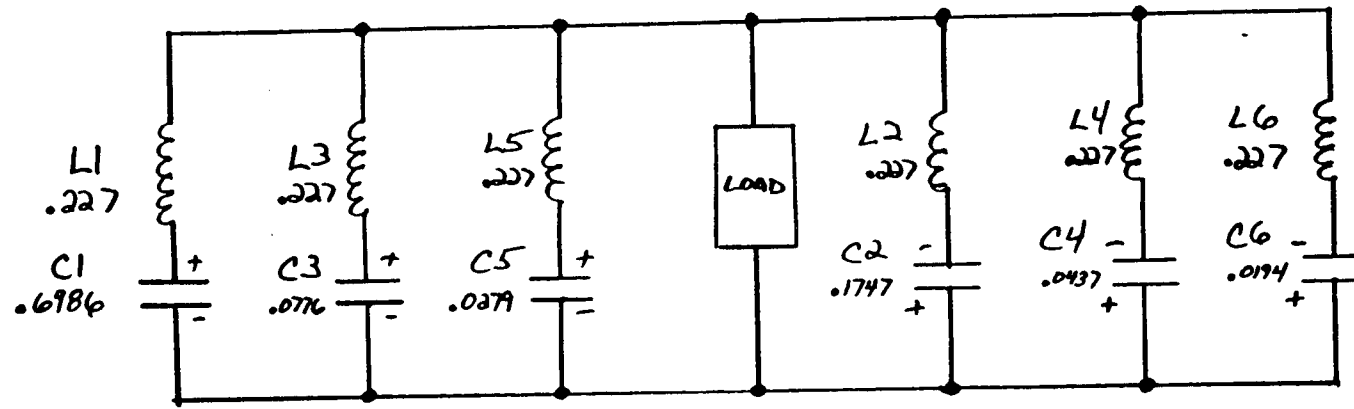 L1
.227
C1
.6986
+
-
L3
.227
C3
.0776
+
-
L5
.227
C5
.0279
+
-
LOAD
L2
.227
C2
.1747
-
+
L4
.227
C4
.0437
-
+
L6
.227
C6
.0194
-
+